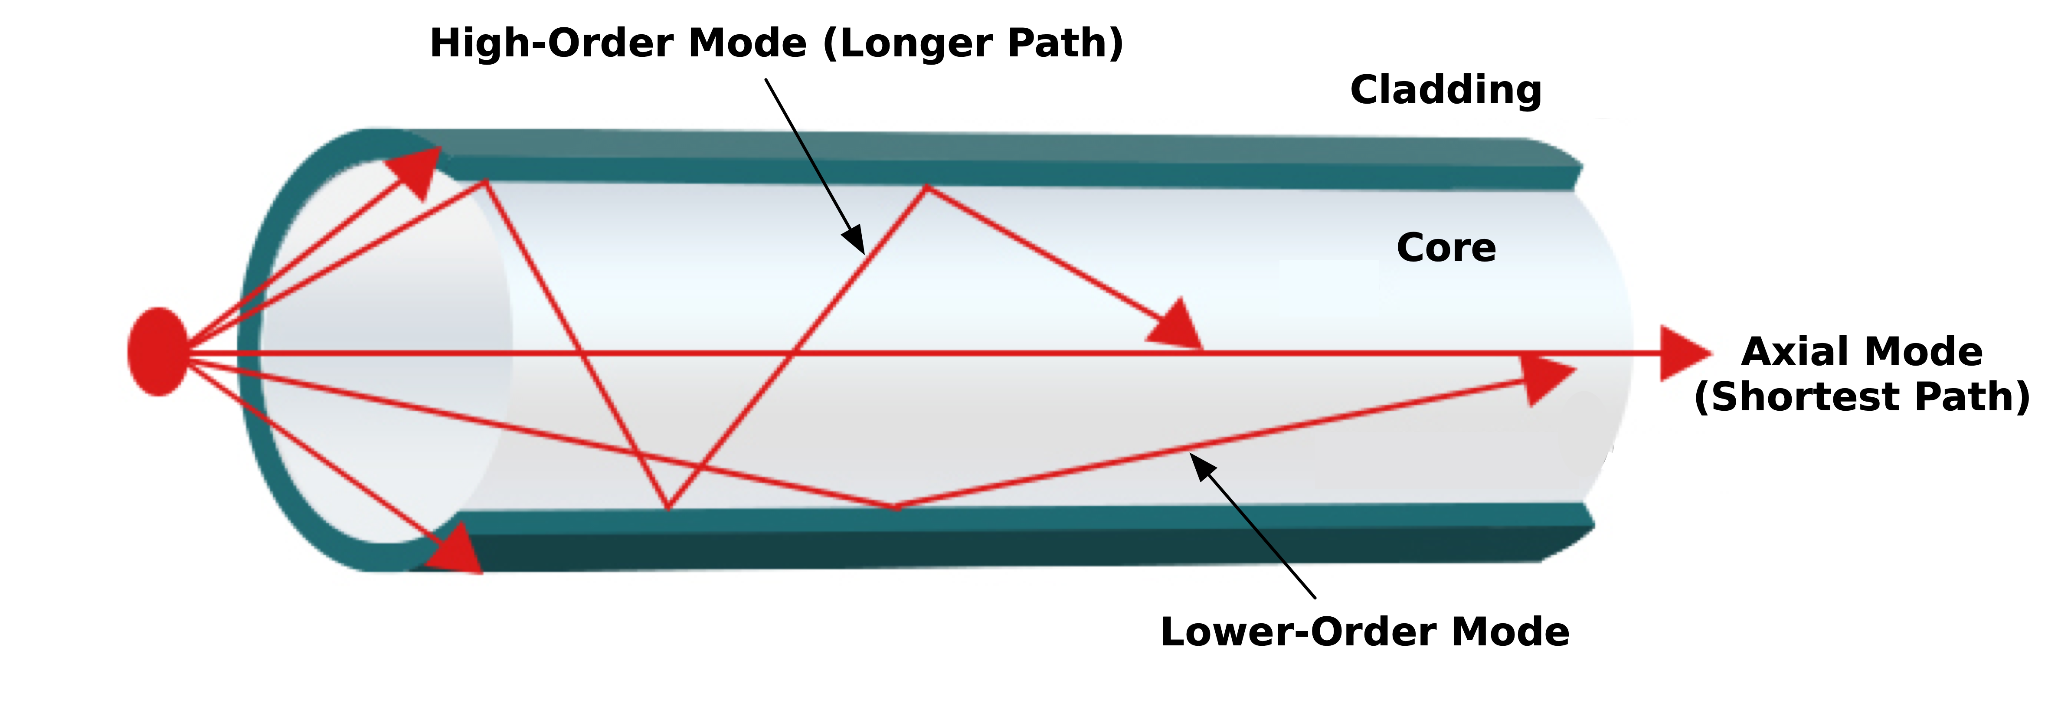 High-Order Mode (Longer Path)
Cladding
Core
Axial Mode
(Shortest Path)
Lower-Order Mode